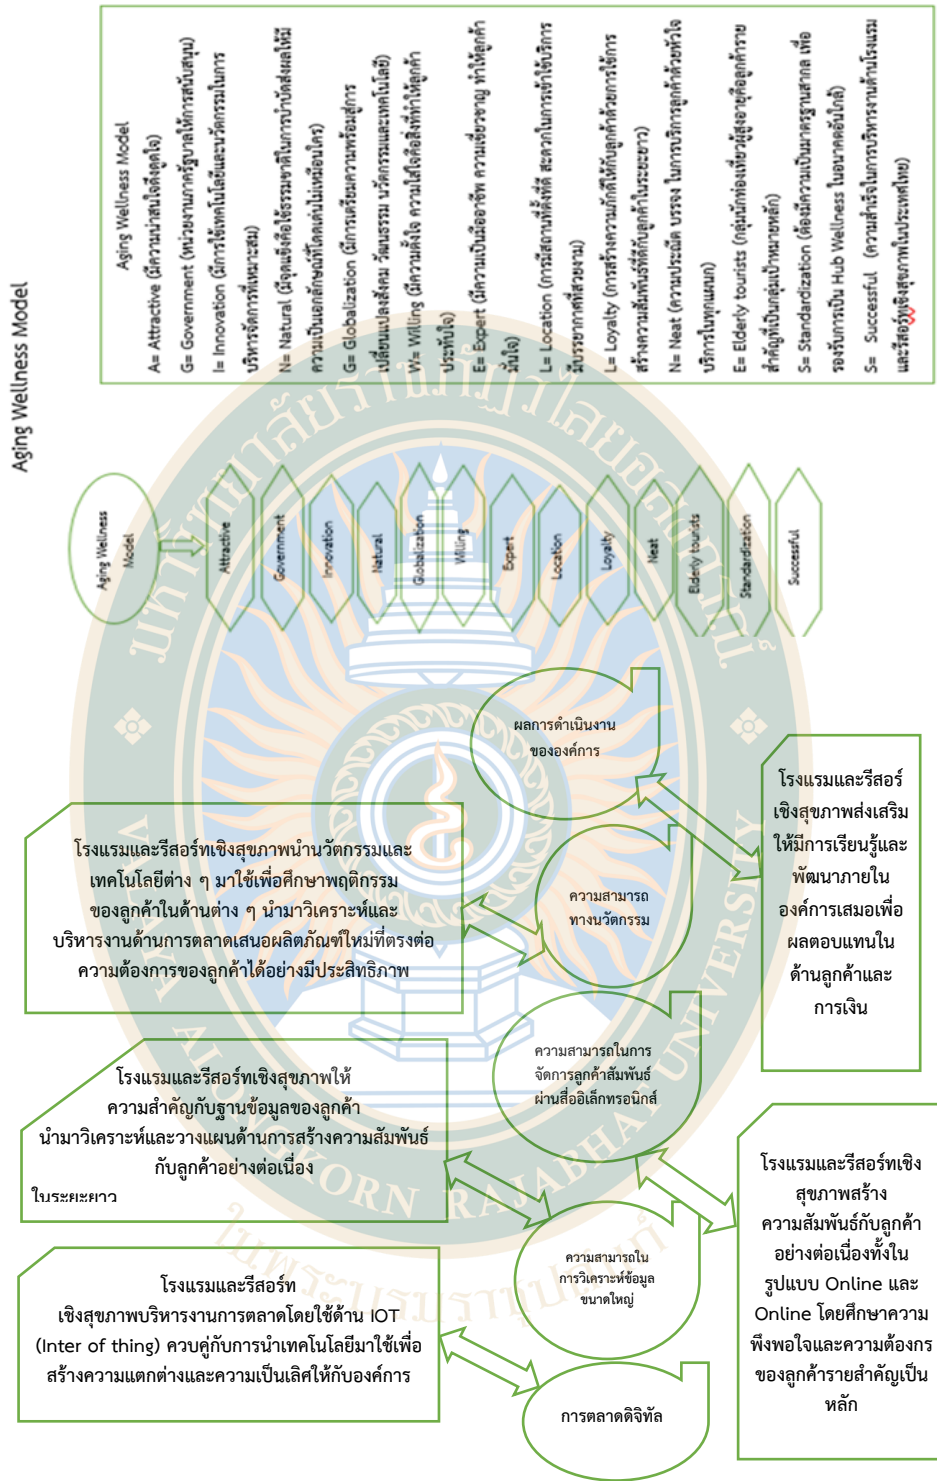 Aging Wellness Model
Aging Wellness Model
A= Attractive (มีความน่าสนใจดึงดูดใจ)
G= Government (หน่วยงานภาครัฐบาลให้การสนับสนุน)
I= Innovation (มีการใช้เทคโนโลยีและนวัตกรรมในการ
บริหารจัดการที่เหมาะสม)
N= Natural (มีจุดแข็งคือใช้ธรรมชาติในการบำบัดส่งผลให้มี
ความเป็นเอกลักษณ์ที่โดดเด่นไม่เหมือนใคร)
G= Globalization (มีการเตรียมความพร้อมสู่การ
เปลี่ยนแปลงสังคม วัฒนธรรม นวัตกรรมและเทคโนโลยี)
W= Willing (มีความตั้งใจ ความใส่ใจคือสิ่งที่ทำให้ลูกค้า
ประทับใจ)
E= Expert (มีความเป็นมืออาชีพ ความเชี่ยวชาญ ทำให้ลูกค้า
มั่นใจ)
L= Location (การมีสถานที่ตั้งที่ดี สะดวกในการเข้าใช้บริการ
มีบรรยากาศที่สวยงาม)
L= Loyalty (การสร้างความภักดีให้กับลูกค้าด้วยการใช้การ
สร้างความสัมพันธ์ที่ดีกับลูกค้าในระยะยาว)
N= Neat (ความประณีต บรรจง ในการบริการลูกค้าด้วยหัวใจ
บริการในทุกแผนก)
E= Elderly tourists (กลุ่มนักท่องเที่ยวผู้สูงอายุคือลูกค้าราย
สำคัญที่เป็นกลุ่มเป้าหมายหลัก)
S= Standardization (ต้องมีความเป็นมาตรฐานสากล เพื่อ
รองรับการเป็น Hub Wellness ในอนาคตอันใกล้)
S= Successful (ความสำเร็จในการบริหารงานด้านโรงแรม
และรีสอร์ทเชิงสุขภาพในประเทศไทย)
Aging Wellness
Model
Attractive
Government
Innovation
Natural
Globalization
Willing
Expert
Location
Loyalty
Neat
Elderly tourists
Standardization
Successful
ผลการดำเนินงาน
ขององค์การ
โรงแรมและรีสอร์
เชิงสุขภาพส่งเสริม
ให้มีการเรียนรู้และ
พัฒนาภายใน
องค์การเสมอเพื่อ
ผลตอบแทนใน
ด้านลูกค้าและ
การเงิน
โรงแรมและรีสอร์ทเชิงสุขภาพนำนวัตกรรมและ
เทคโนโลยีต่าง ๆ มาใช้เพื่อศึกษาพฤติกรรม
ของลูกค้าในด้านต่าง ๆ นำมาวิเคราะห์และ
บริหารงานด้านการตลาดเสนอผลิตภัณฑ์ใหม่ที่ตรงต่อ
ความต้องการของลูกค้าได้อย่างมีประสิทธิภาพ
ความสามารถ
ทางนวัตกรรม
ความสามารถในการ
จัดการลูกค้าสัมพันธ์
ผ่านสื่ออิเล็กทรอนิกส์
โรงแรมและรีสอร์ทเชิงสุขภาพให้
ความสำคัญกับฐานข้อมูลของลูกค้า
นำมาวิเคราะห์และวางแผนด้านการสร้างความสัมพันธ์
กับลูกค้าอย่างต่อเนื่อง
ในระยะยาว
โรงแรมและรีสอร์ทเชิง
สุขภาพสร้าง
ความสัมพันธ์กับลูกค้า
อย่างต่อเนื่องทั้งใน
รูปแบบ Online และ
Online โดยศึกษาความ
พึงพอใจและความต้องกร
ของลูกค้ารายสำคัญเป็น
หลัก
ความสามารถใน
การวิเคราะห์ข้อมูล
ขนาดใหญ่
โรงแรมและรีสอร์ท
เชิงสุขภาพบริหารงานการตลาดโดยใช้ด้าน IOT
(Inter of thing) ควบคู่กับการนำเทคโนโลยีมาใช้เพื่อ
สร้างความแตกต่างและความเป็นเลิศให้กับองค์การ
การตลาดดิจิทัล
มหาวิทยาลัยราชภัฏวไลยอลงกรณ์
VALAYA ALONGKORN RAJABHAT UNIVERSITY
ในพระบรมราชูปถัมภ์